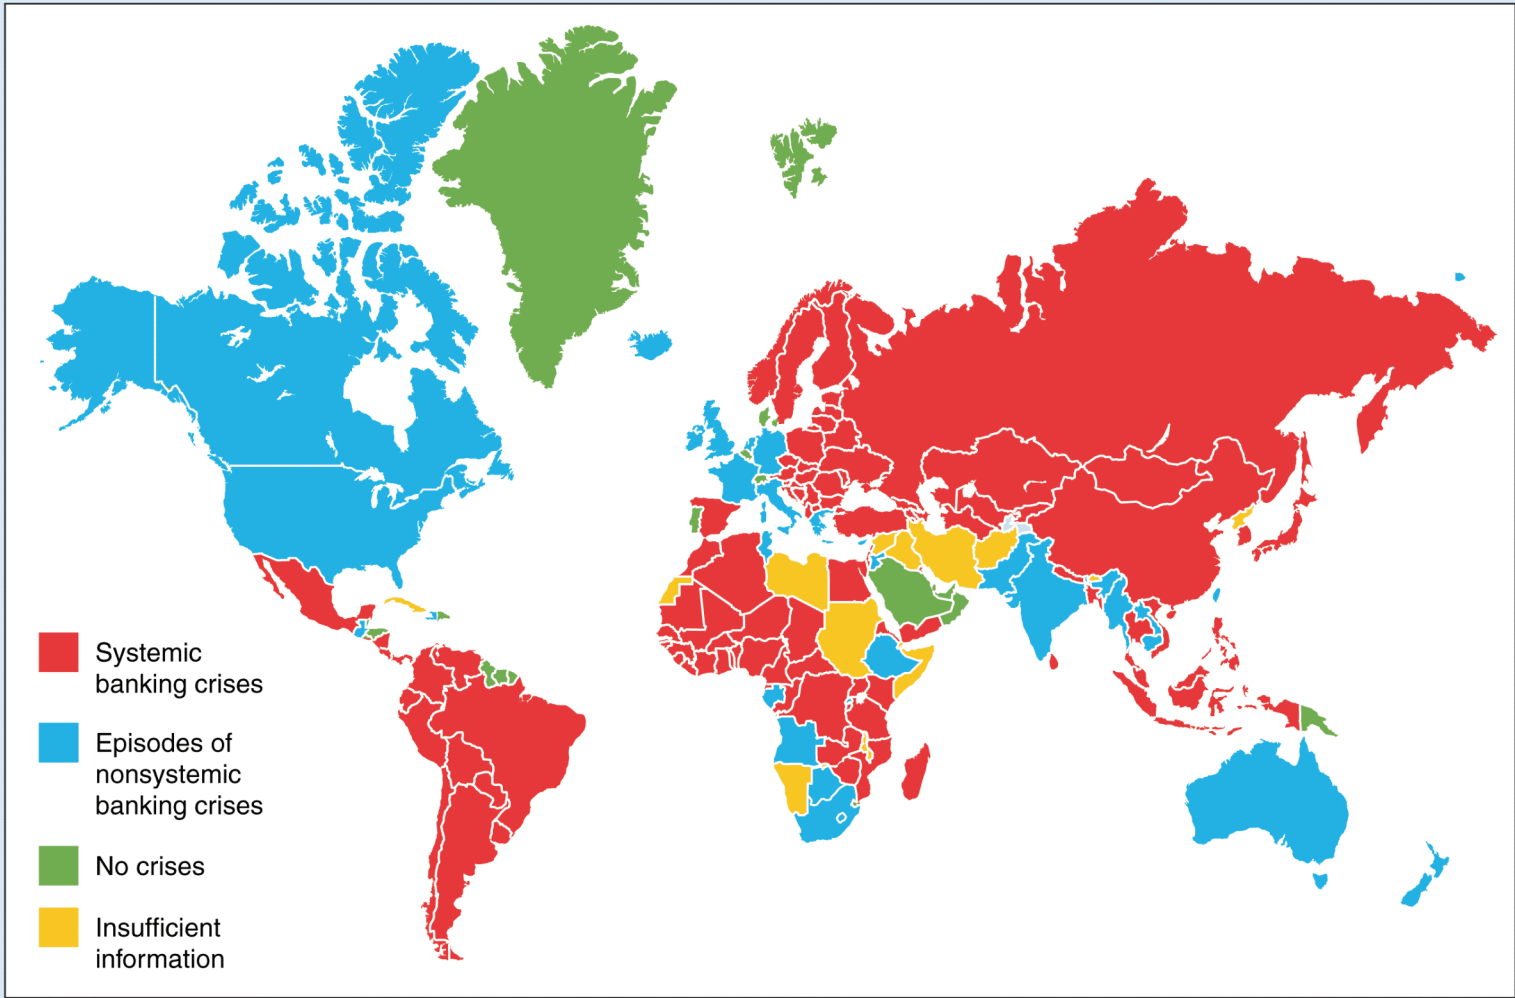 Systemic
banking crises
Episodes of
nonsystemic
banking crises
No crises
Insufficient
information